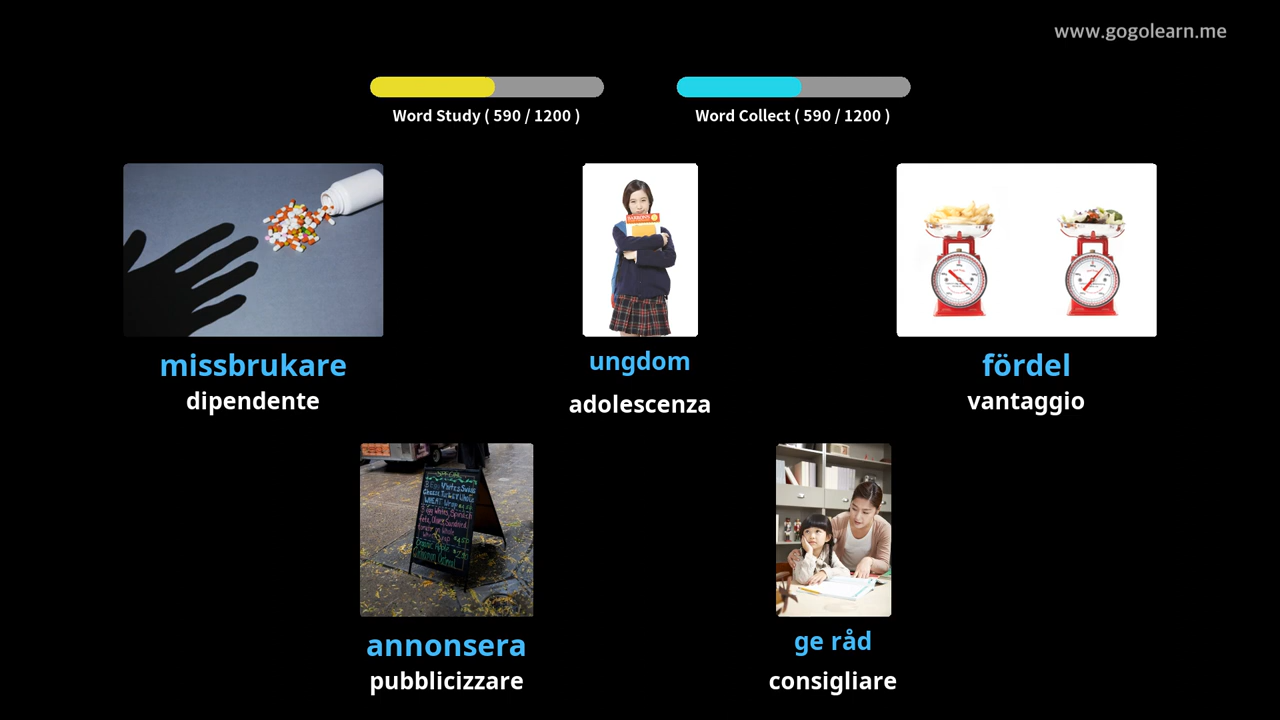 www.gogolearn.me
Word Study ( 590 / 1200 )
Word Collect ( 590 / 1200 )
BARRON'S
missbrukare
dipendente
ungdom
adolescenza
fördel
vantaggio
annonsera
pubblicizzare
ge råd
consigliare